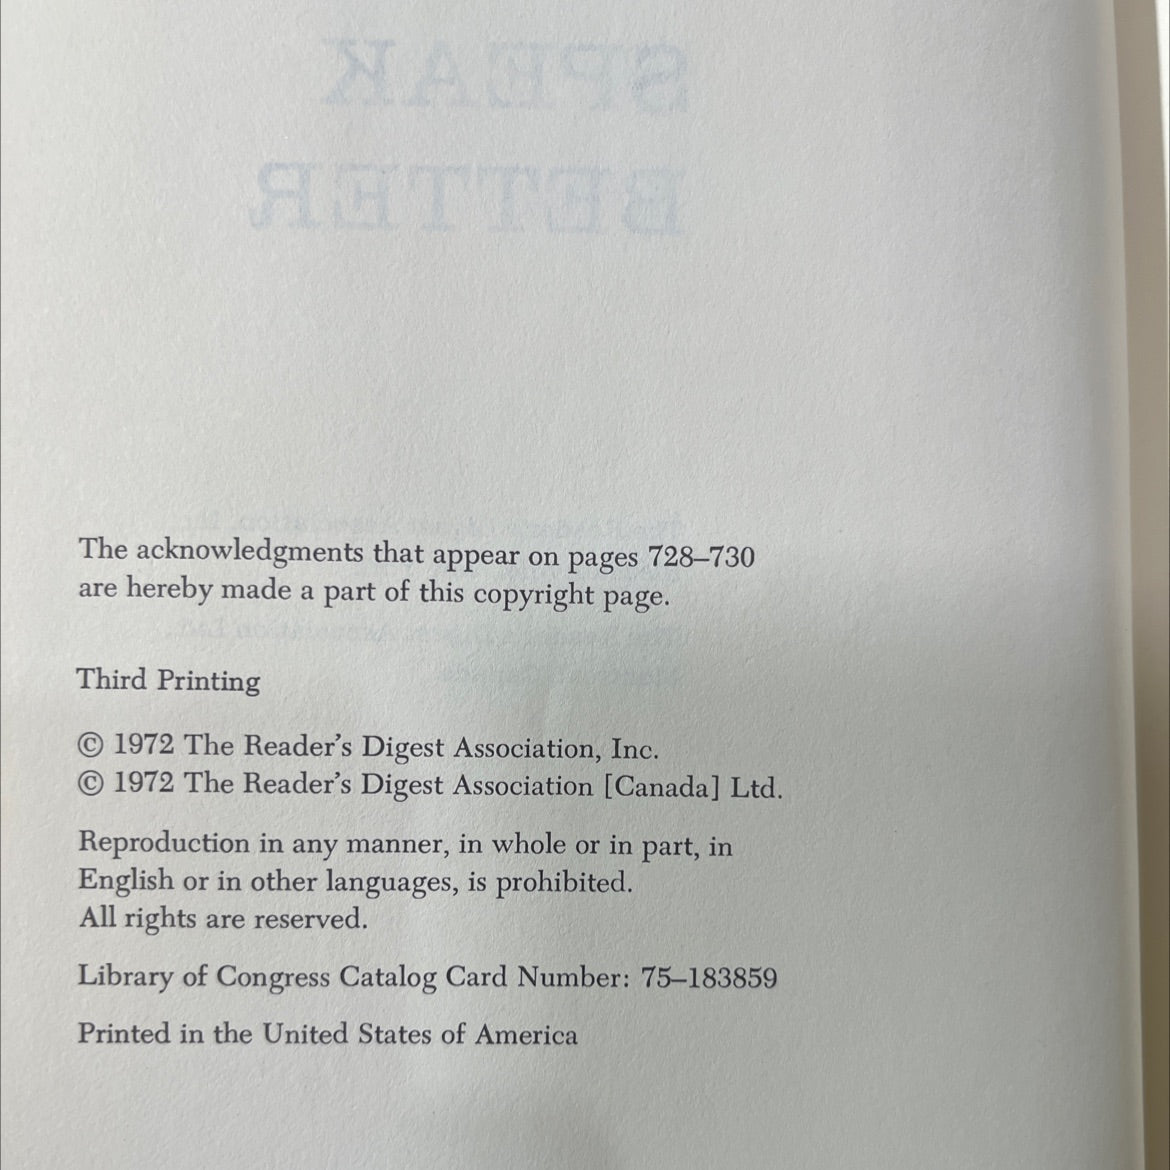 SPEAK
BETTER
The acknowledgments that appear on pages 728–730
are hereby made a part of this copyright page.
Third Printing
© 1972 The Reader's Digest Association, Inc.
© 1972 The Reader's Digest Association [Canada] Ltd.
Reproduction in any manner, in whole or in part, in
English or in other languages, is prohibited.
All rights are reserved.
Library of Congress Catalog Card Number: 75–183859
Printed in the United States of America